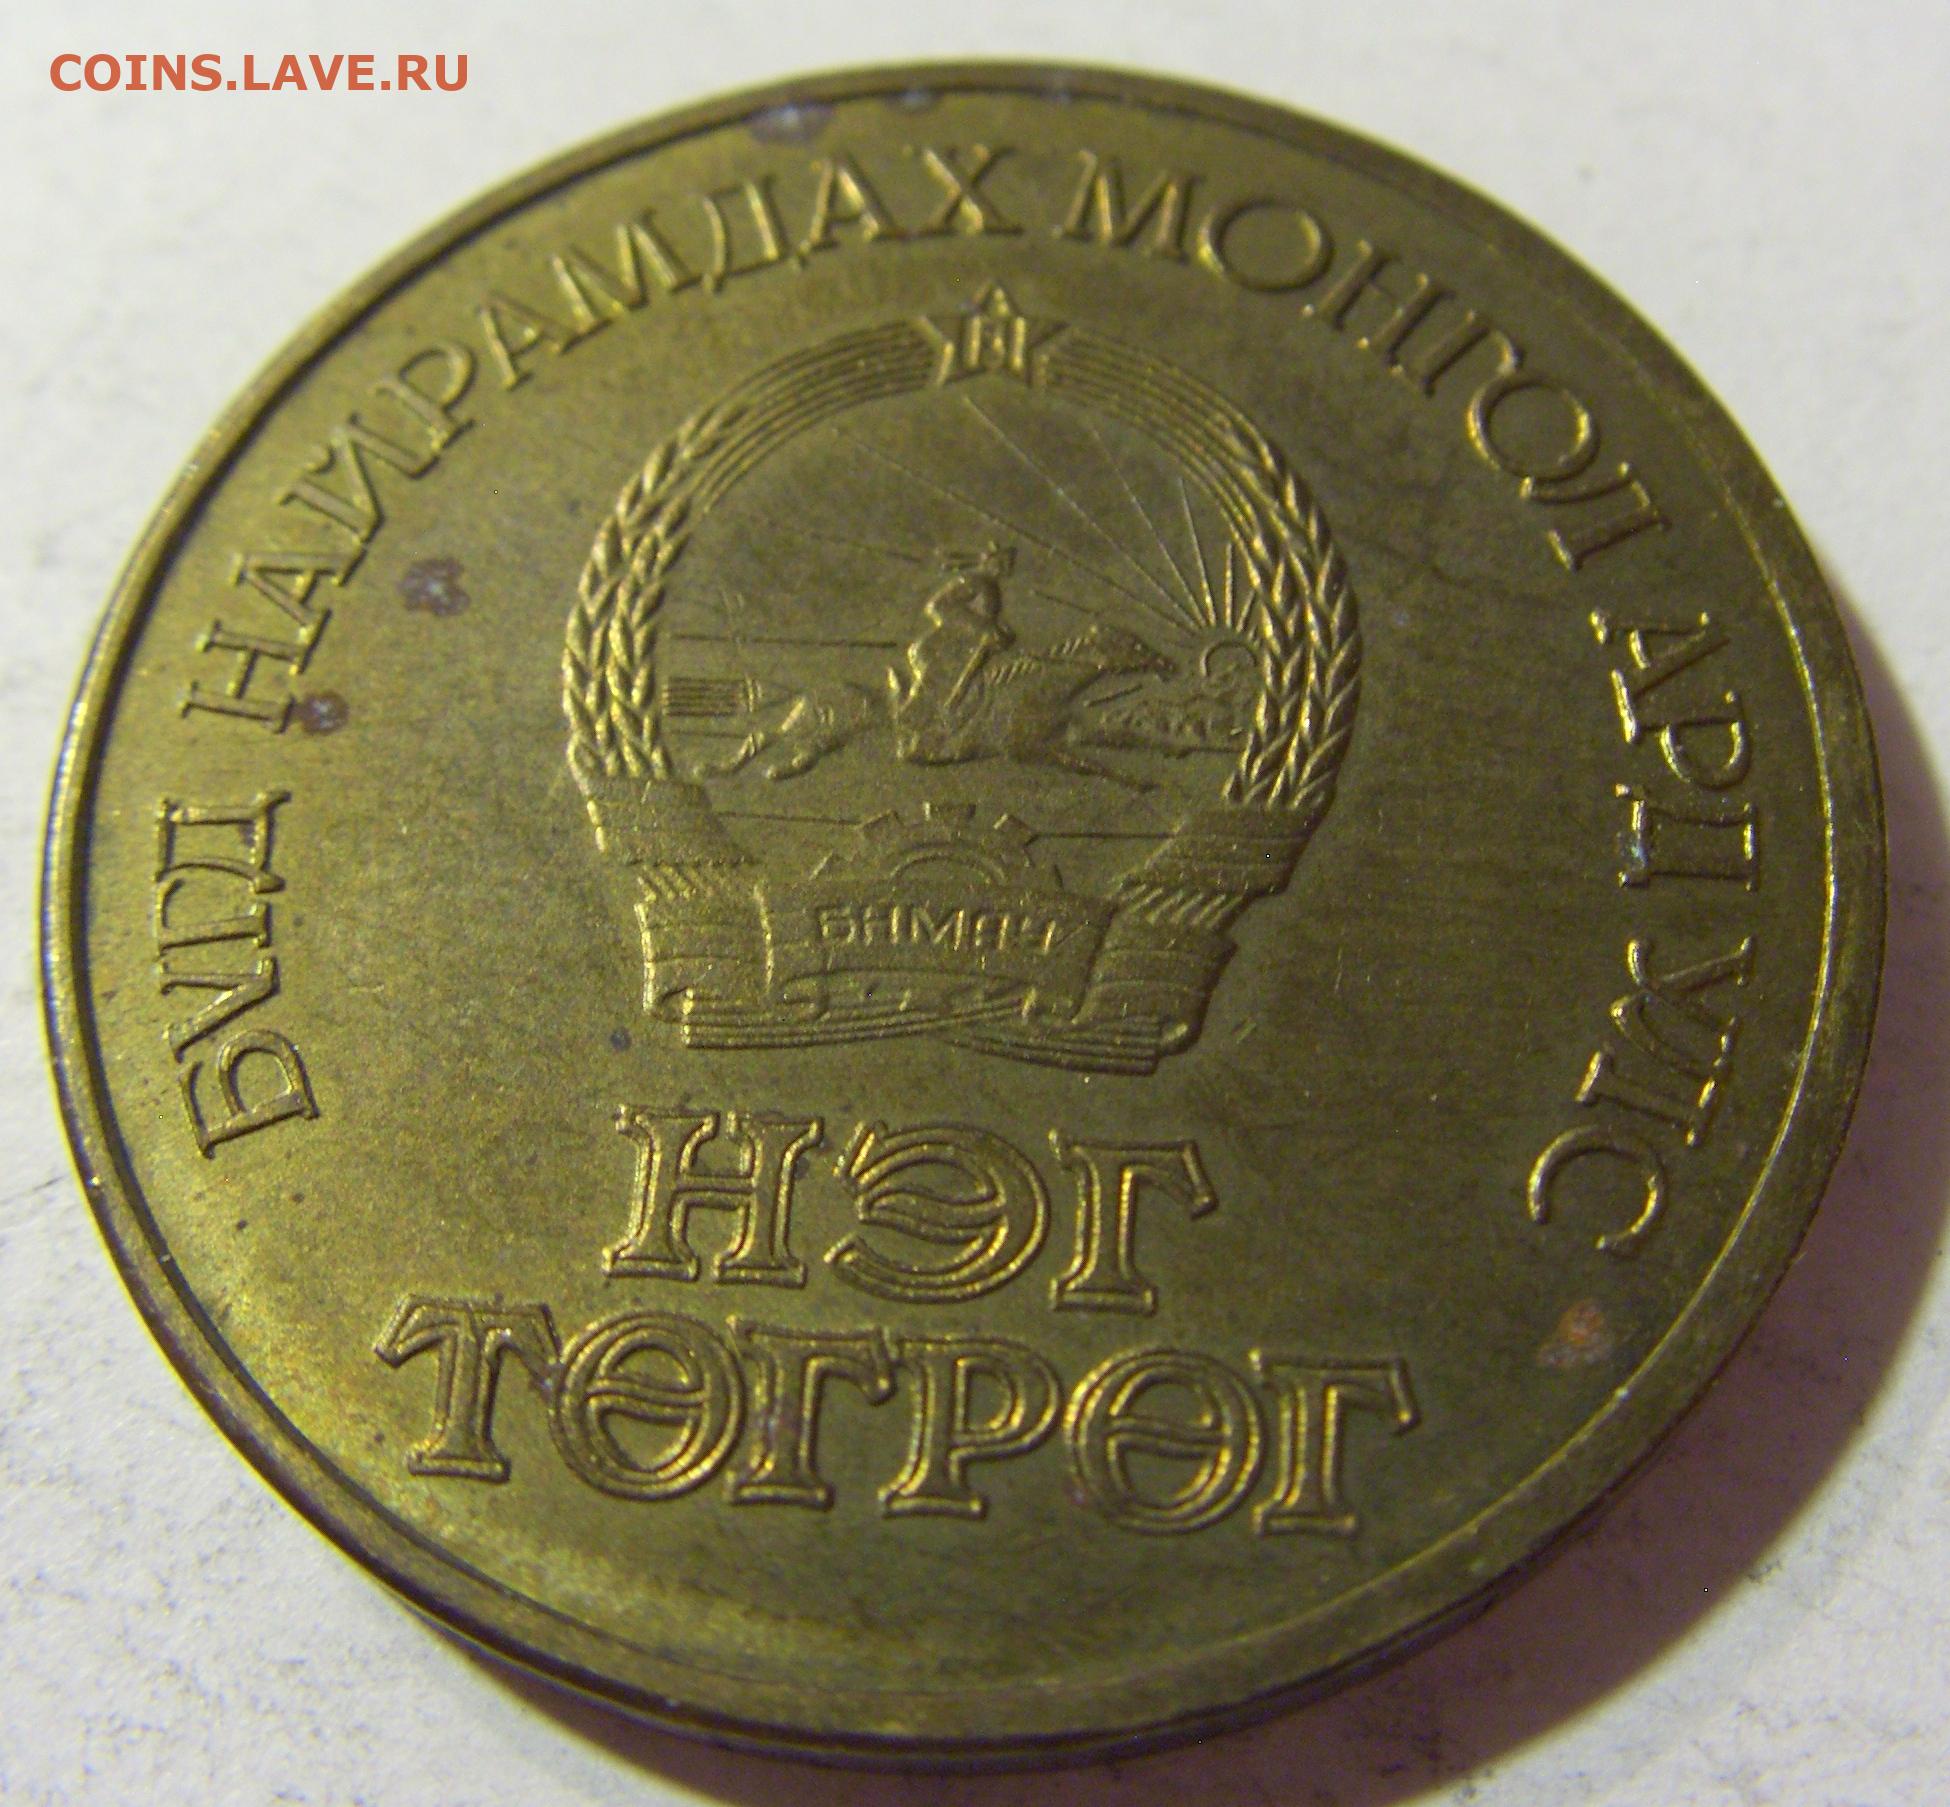 COINS.LAVE.RU
БҮГД НАЙРАМДАХ МОНГОЛ АРД УЛС
БНМАУ
НЭГ
ТӨГРӨГ